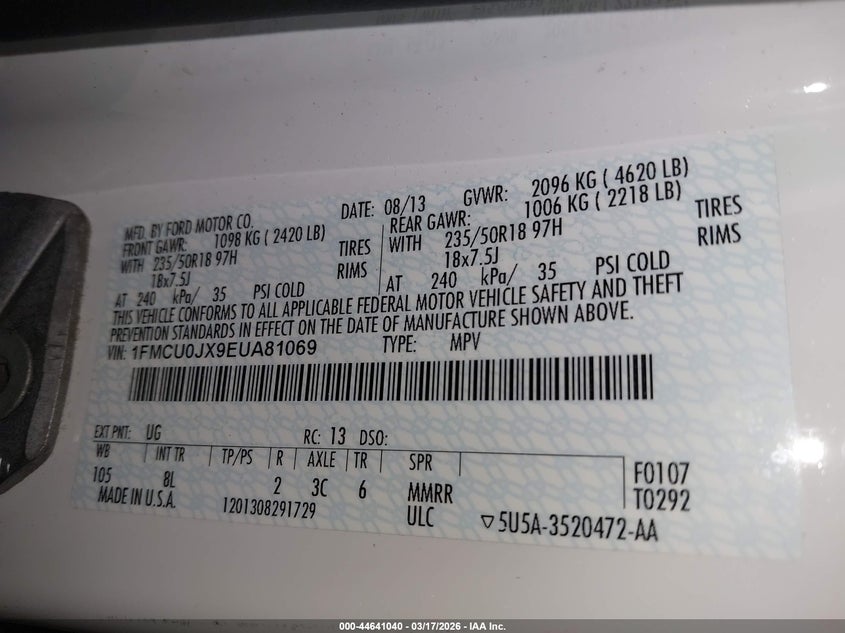 MFD. BY FORD MOTOR CO.
DATE: 08/13
GVWR: 2096 KG ( 4620 LB)
FRONT GAWR: 1098 KG ( 2420 LB)
REAR GAWR: 1006 KG ( 2218 LB)
WITH 235/50R18 97H TIRES
WITH 235/50R18 97H TIRES
18x7.5J RIMS
18x7.5J RIMS
AT 240 kPa/ 35 PSI COLD
AT 240 kPa/ 35 PSI COLD
THIS VEHICLE CONFORMS TO ALL APPLICABLE FEDERAL MOTOR VEHICLE SAFETY AND THEFT
PREVENTION STANDARDS IN EFFECT ON THE DATE OF MANUFACTURE SHOWN ABOVE.
VIN: 1FMCU0JX9EUA81069 TYPE: MPV
EXT PNT: UG RC: 13 DSO:
WB INT TR TP/PS R AXLE TR SPR
105 8L 2 3C 6 MMRR
F0107
T0292
MADE IN U.S.A. 1201308291729 ULC
▽5U5A-3520472-AA
000-44641040 - 03/17/2026 - IAA Inc.